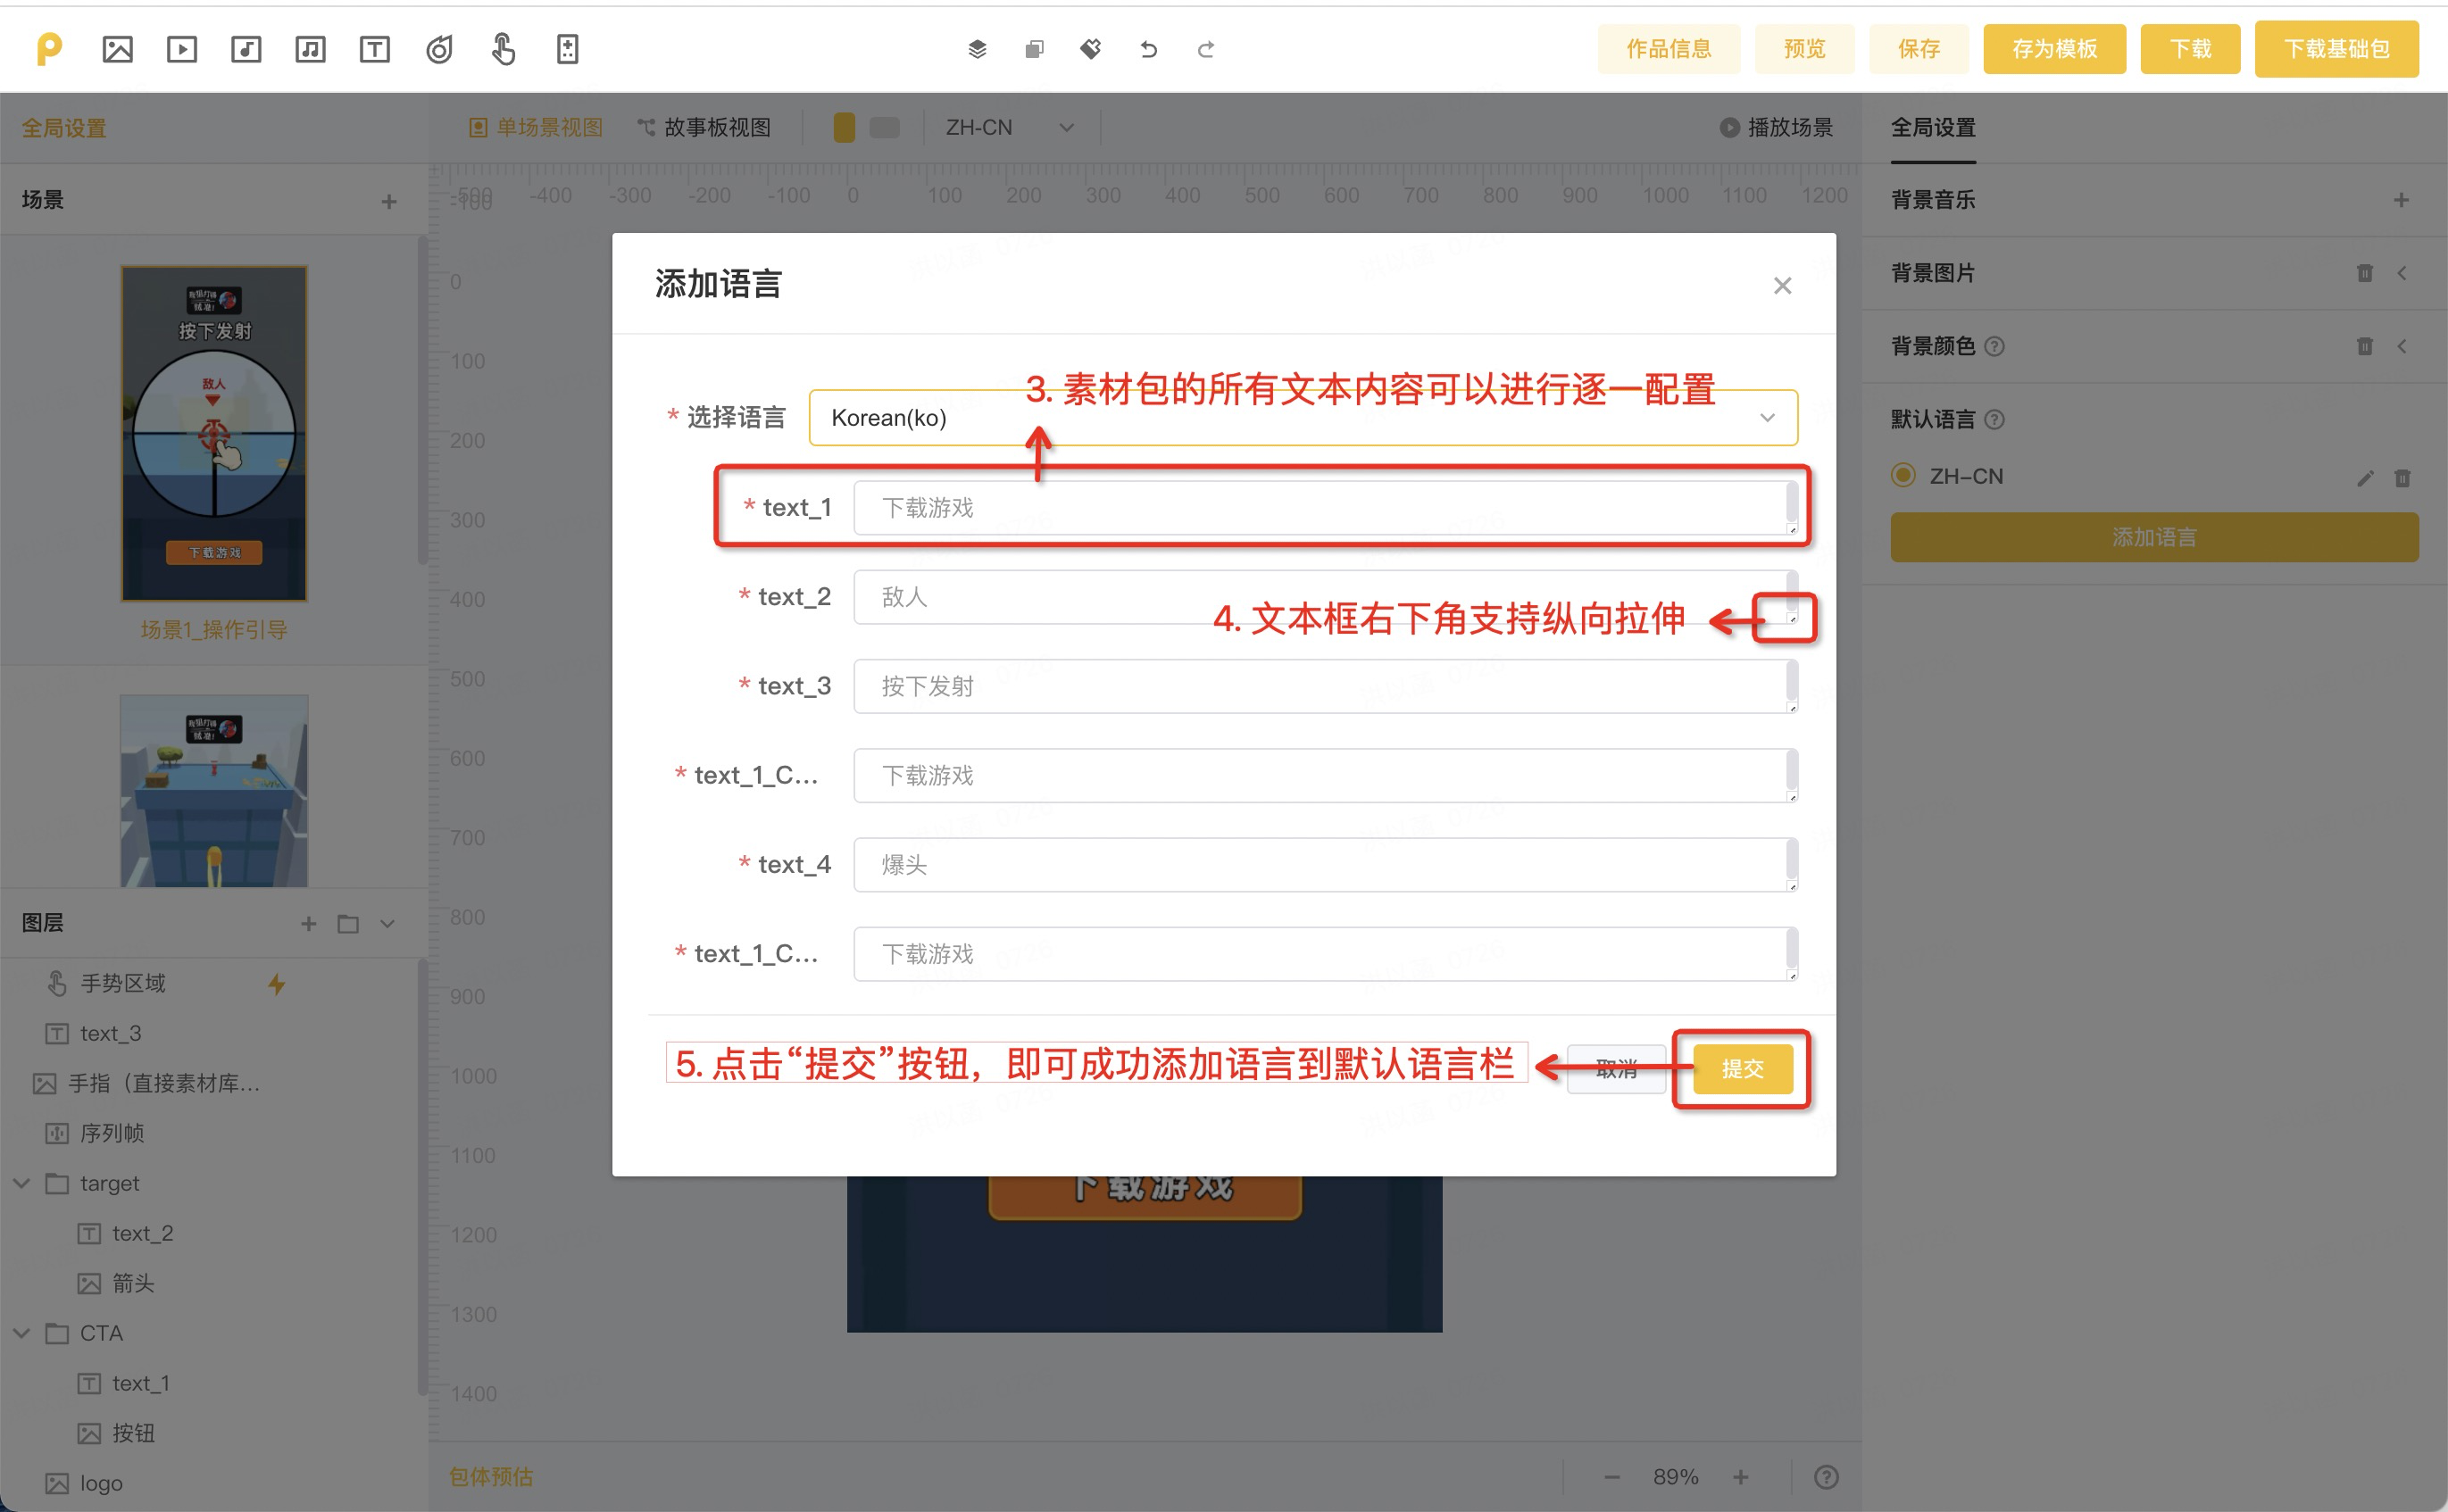 作品信息
预览
保存
存为模板
下载
下载基础包
全局设置
单场景视图
故事板视图
ZH-CN
播放场景
全局设置
场景
-500 -400 -300 -200 -100 0 100 200 300 400 500 600 700 800 900 1000 1100 1200
-100
0
100
200
300
400
500
600
700
800
900
1000
1100
1200
1300
1400
按下发射
敌人
下载游戏
场景1_操作引导
图层
手势区域
text_3
手指（直接素材库...
序列帧
target
text_2
箭头
CTA
text_1
按钮
logo
添加语言
3. 素材包的所有文本内容可以进行逐一配置
* 选择语言 Korean(ko)
* text_1 下载游戏
* text_2 敌人
4. 文本框右下角支持纵向拉伸
* text_3 按下发射
* text_1_C... 下载游戏
* text_4 爆头
* text_1_C... 下载游戏
5. 点击“提交”按钮，即可成功添加语言到默认语言栏
取消
提交
下载游戏
包体预估
89%
背景音乐
背景图片
背景颜色
默认语言
ZH-CN
添加语言